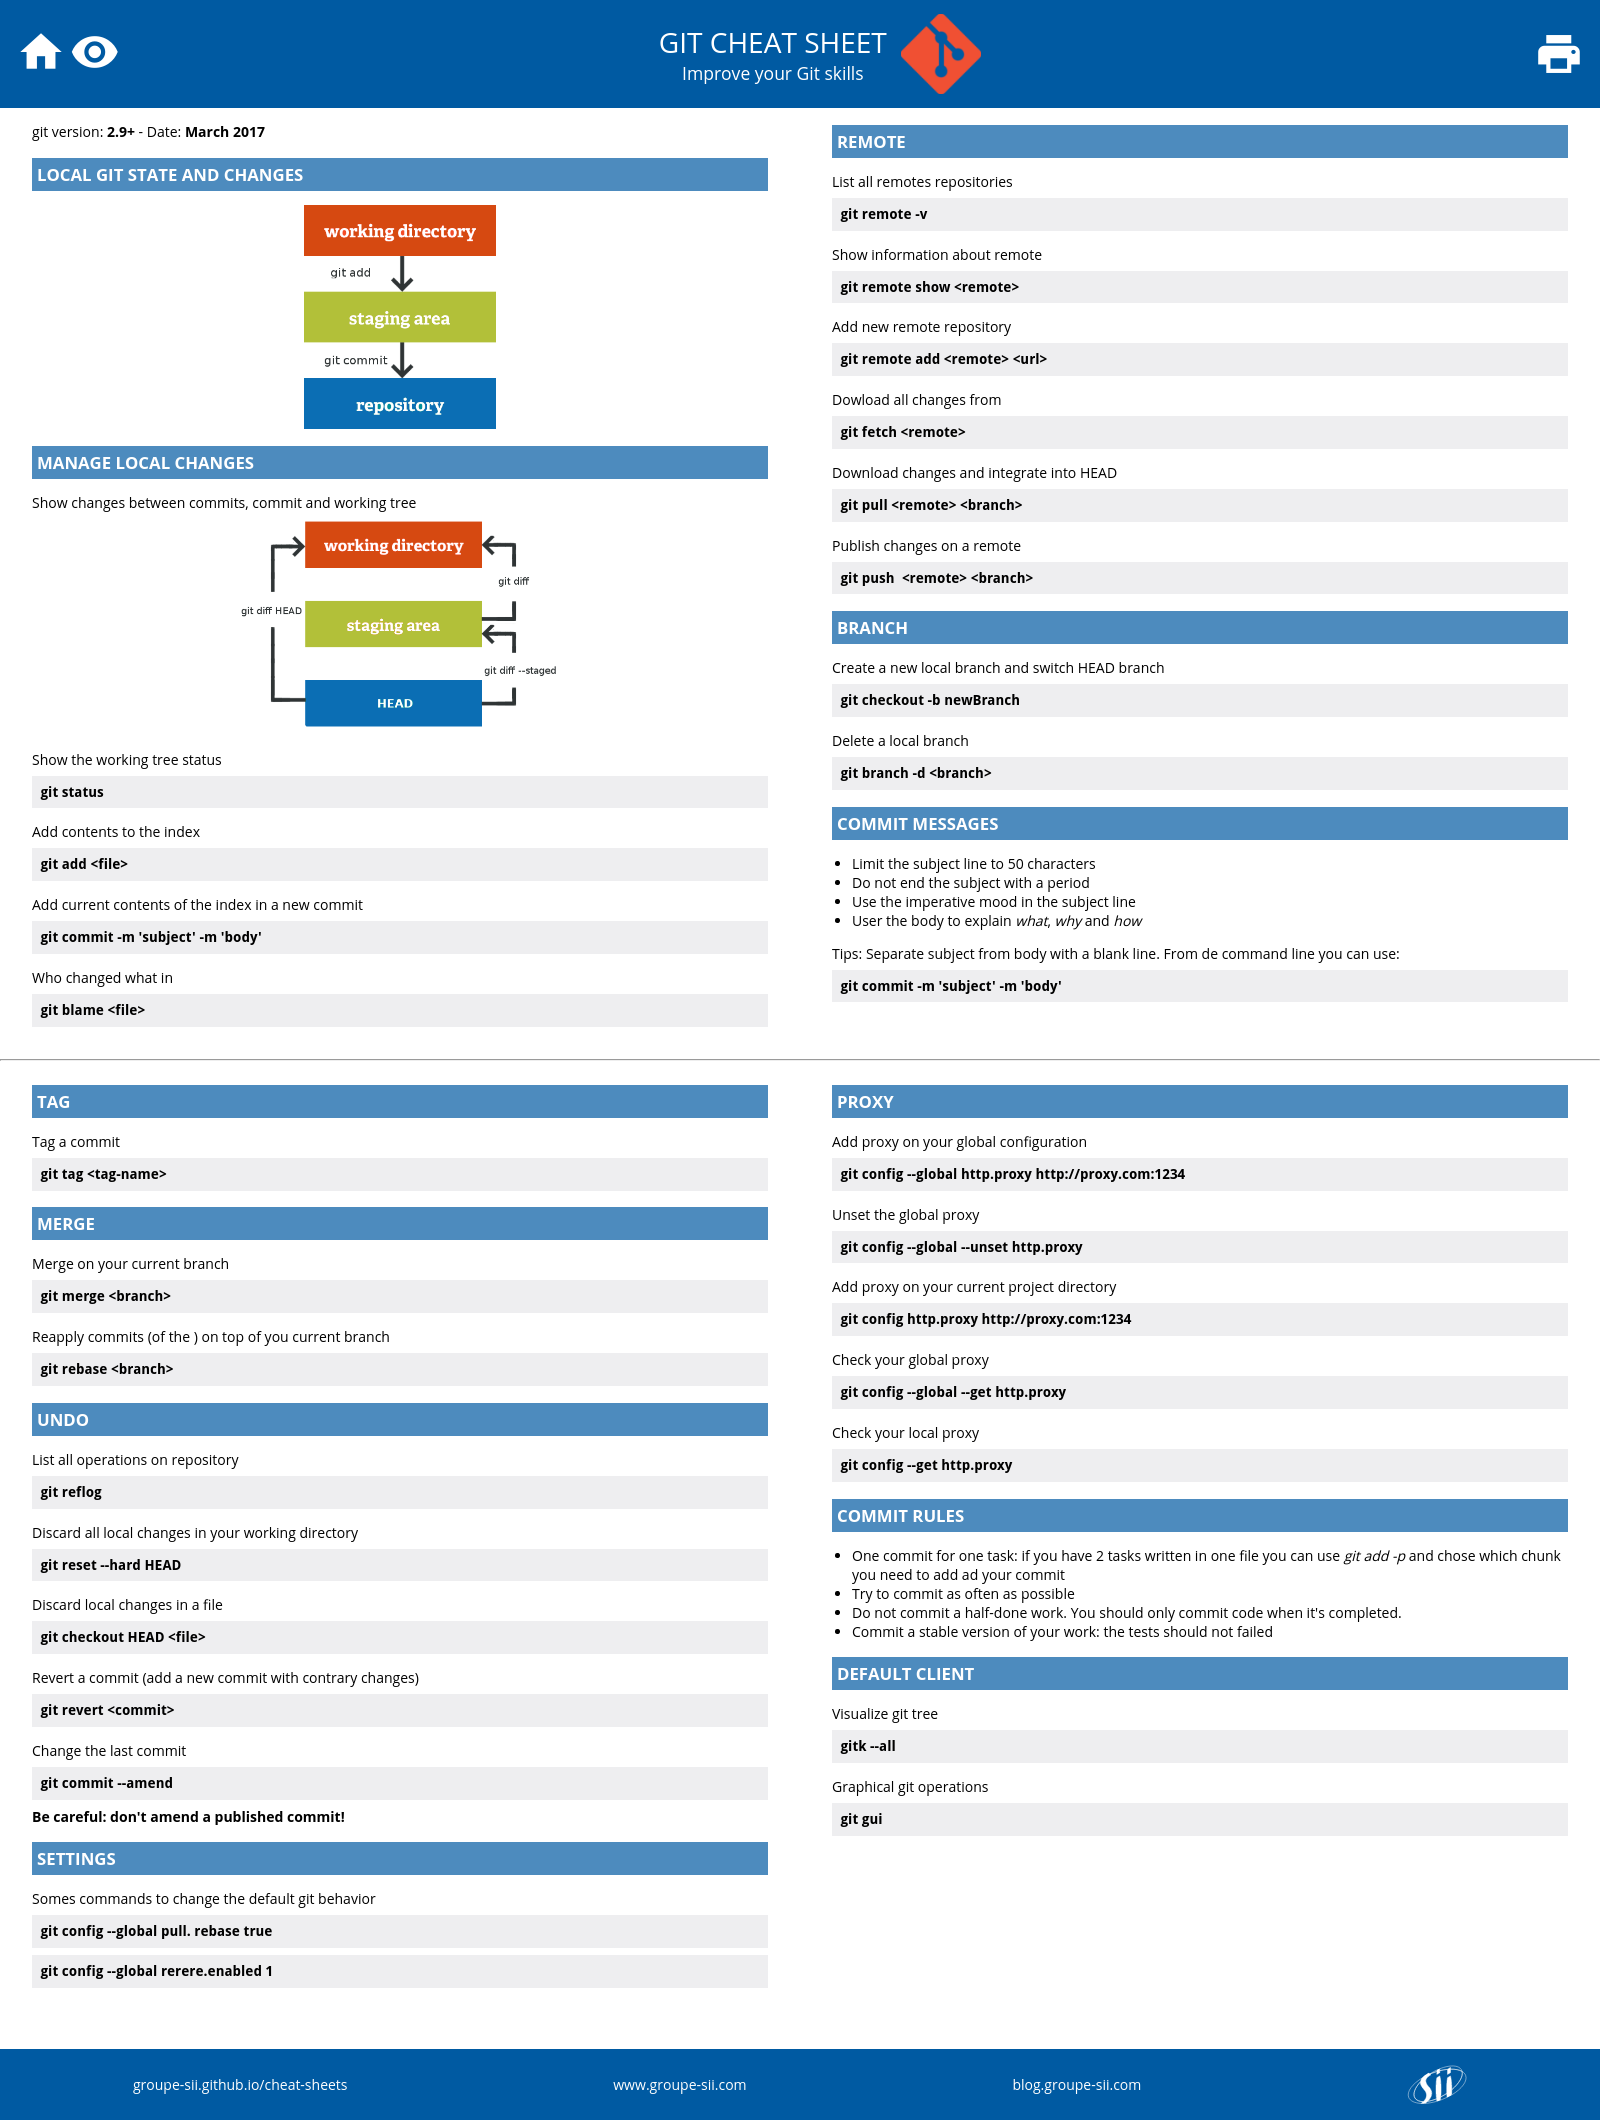 GIT CHEAT SHEET
Improve your Git skills
git version: 2.9+ - Date: March 2017
LOCAL GIT STATE AND CHANGES
working directory
git add
staging area
git commit
repository
MANAGE LOCAL CHANGES
Show changes between commits, commit and working tree
working directory
git diff
git diff HEAD
staging area
git diff --staged
HEAD
Show the working tree status
git status
Add contents to the index
git add <file>
Add current contents of the index in a new commit
git commit -m 'subject' -m 'body'
Who changed what in
git blame <file>
REMOTE
List all remotes repositories
git remote -v
Show information about remote
git remote show <remote>
Add new remote repository
git remote add <remote> <url>
Dowload all changes from
git fetch <remote>
Download changes and integrate into HEAD
git pull <remote> <branch>
Publish changes on a remote
git push  <remote> <branch>
BRANCH
Create a new local branch and switch HEAD branch
git checkout -b newBranch
Delete a local branch
git branch -d <branch>
COMMIT MESSAGES
• Limit the subject line to 50 characters
• Do not end the subject with a period
• Use the imperative mood in the subject line
• User the body to explain what, why and how
Tips: Separate subject from body with a blank line. From de command line you can use:
git commit -m 'subject' -m 'body'
TAG
Tag a commit
git tag <tag-name>
MERGE
Merge on your current branch
git merge <branch>
Reapply commits (of the ) on top of you current branch
git rebase <branch>
UNDO
List all operations on repository
git reflog
Discard all local changes in your working directory
git reset --hard HEAD
Discard local changes in a file
git checkout HEAD <file>
Revert a commit (add a new commit with contrary changes)
git revert <commit>
Change the last commit
git commit --amend
Be careful: don't amend a published commit!
SETTINGS
Somes commands to change the default git behavior
git config --global pull. rebase true
git config --global rerere.enabled 1
PROXY
Add proxy on your global configuration
git config --global http.proxy http://proxy.com:1234
Unset the global proxy
git config --global --unset http.proxy
Add proxy on your current project directory
git config http.proxy http://proxy.com:1234
Check your global proxy
git config --global --get http.proxy
Check your local proxy
git config --get http.proxy
COMMIT RULES
• One commit for one task: if you have 2 tasks written in one file you can use git add -p and chose which chunk
you need to add ad your commit
• Try to commit as often as possible
• Do not commit a half-done work. You should only commit code when it's completed.
• Commit a stable version of your work: the tests should not failed
DEFAULT CLIENT
Visualize git tree
gitk --all
Graphical git operations
git gui
groupe-sii.github.io/cheat-sheets
www.groupe-sii.com
blog.groupe-sii.com
sii